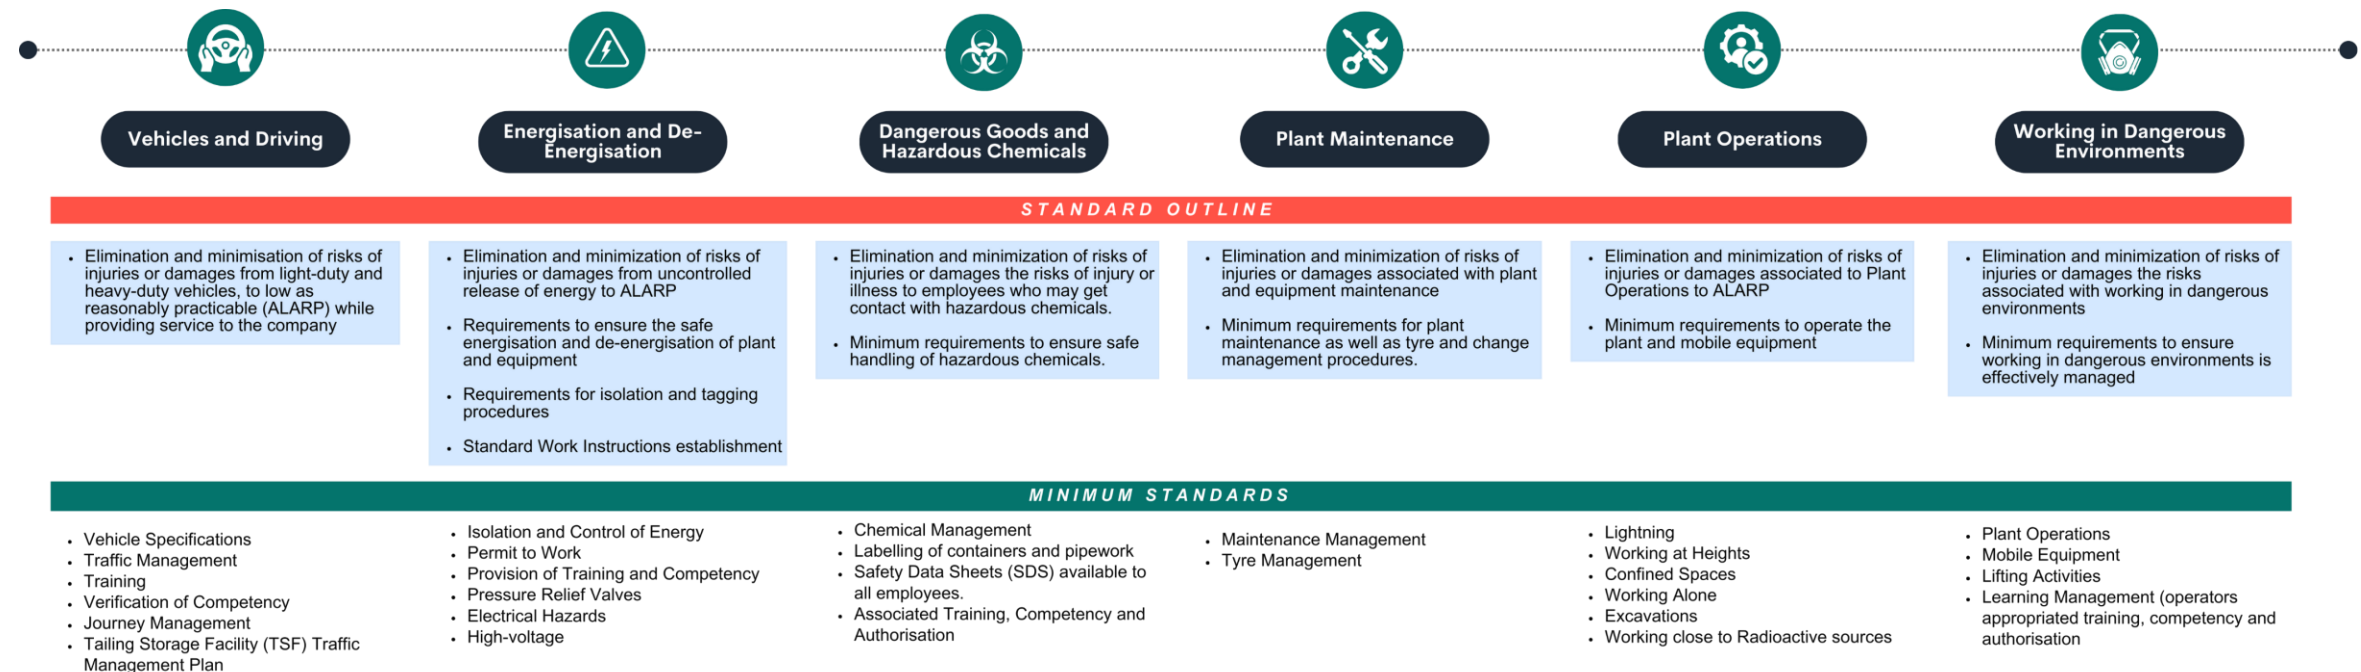 Vehicles and Driving
Energisation and De-
Energisation
Dangerous Goods and
Hazardous Chemicals
Plant Maintenance
Plant Operations
Working in Dangerous
Environments
STANDARD OUTLINE
• Elimination and minimisation of risks of
injuries or damages from light-duty and
heavy-duty vehicles, to low as
reasonably practicable (ALARP) while
providing service to the company
• Elimination and minimization of risks of
injuries or damages from uncontrolled
release of energy to ALARP
• Requirements to ensure the safe
energisation and de-energisation of plant
and equipment
• Requirements for isolation and tagging
procedures
• Standard Work Instructions establishment
• Elimination and minimization of risks of
injuries or damages the risks of injury or
illness to employees who may get
contact with hazardous chemicals.
• Minimum requirements to ensure safe
handling of hazardous chemicals.
• Elimination and minimization of risks of
injuries or damages associated with plant
and equipment maintenance
• Minimum requirements for plant
maintenance as well as tyre and change
management procedures.
• Elimination and minimization of risks of
injuries or damages associated to Plant
Operations to ALARP
• Minimum requirements to operate the
plant and mobile equipment
• Elimination and minimization of risks of
injuries or damages the risks
associated with working in dangerous
environments
• Minimum requirements to ensure
working in dangerous environments is
effectively managed
MINIMUM STANDARDS
• Vehicle Specifications
• Traffic Management
• Training
• Verification of Competency
• Journey Management
• Tailing Storage Facility (TSF) Traffic
Management Plan
• Isolation and Control of Energy
• Permit to Work
• Provision of Training and Competency
• Pressure Relief Valves
• Electrical Hazards
• High-voltage
• Chemical Management
• Labelling of containers and pipework
• Safety Data Sheets (SDS) available to
all employees.
• Associated Training, Competency and
Authorisation
• Maintenance Management
• Tyre Management
• Lightning
• Working at Heights
• Confined Spaces
• Working Alone
• Excavations
• Working close to Radioactive sources
• Plant Operations
• Mobile Equipment
• Lifting Activities
• Learning Management (operators
appropriated training, competency and
authorisation